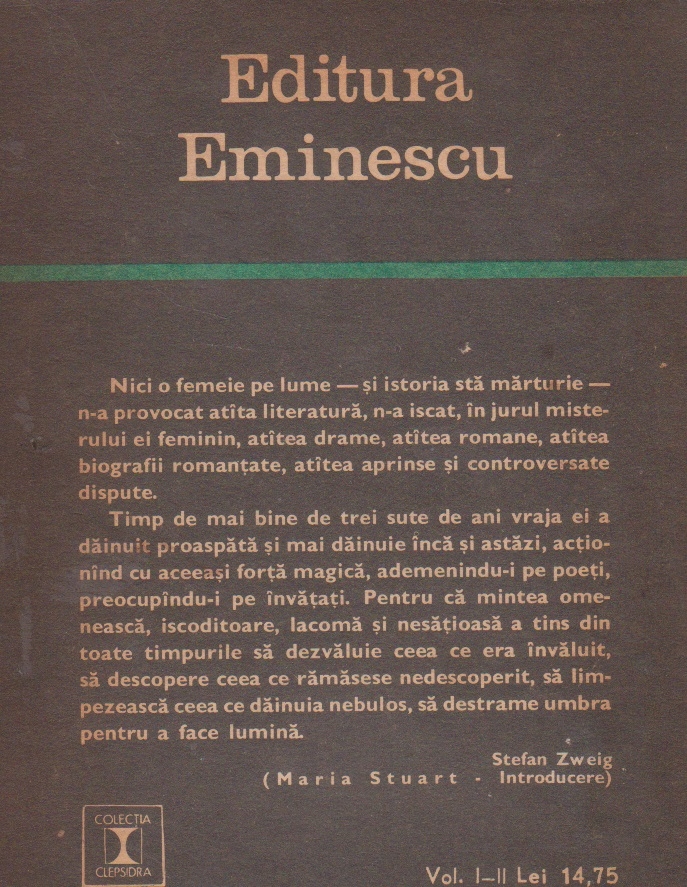 Editura
Eminescu
Nici o femeie pe lume — și istoria stă mărturie —
n-a provocat atîta literatură, n-a iscat, în jurul miste-
rului ei feminin, atîtea drame, atîtea romane, atîtea
biografii romanțate, atîtea aprinse și controversate
dispute.
Timp de mai bine de trei sute de ani vraja ei a
dăinuit proaspătă și mai dăinuie încă și astăzi, acțio-
nînd cu aceeași forță magică, ademenindu-i pe poeți,
preocupîndu-i pe învățați. Pentru că mintea ome-
nească, iscoditoare, lacomă și nesățioasă a tins din
toate timpurile să dezvăluie ceea ce era învăluit,
să descopere ceea ce rămăsese nedescoperit, să lim-
pezească ceea ce dăinuia nebulos, să destrame umbra
pentru a face lumină.
Stefan Zweig
(Maria Stuart - Introducere)
COLECȚIA
CLEPSIDRA
Vol. I-II Lei 14,75